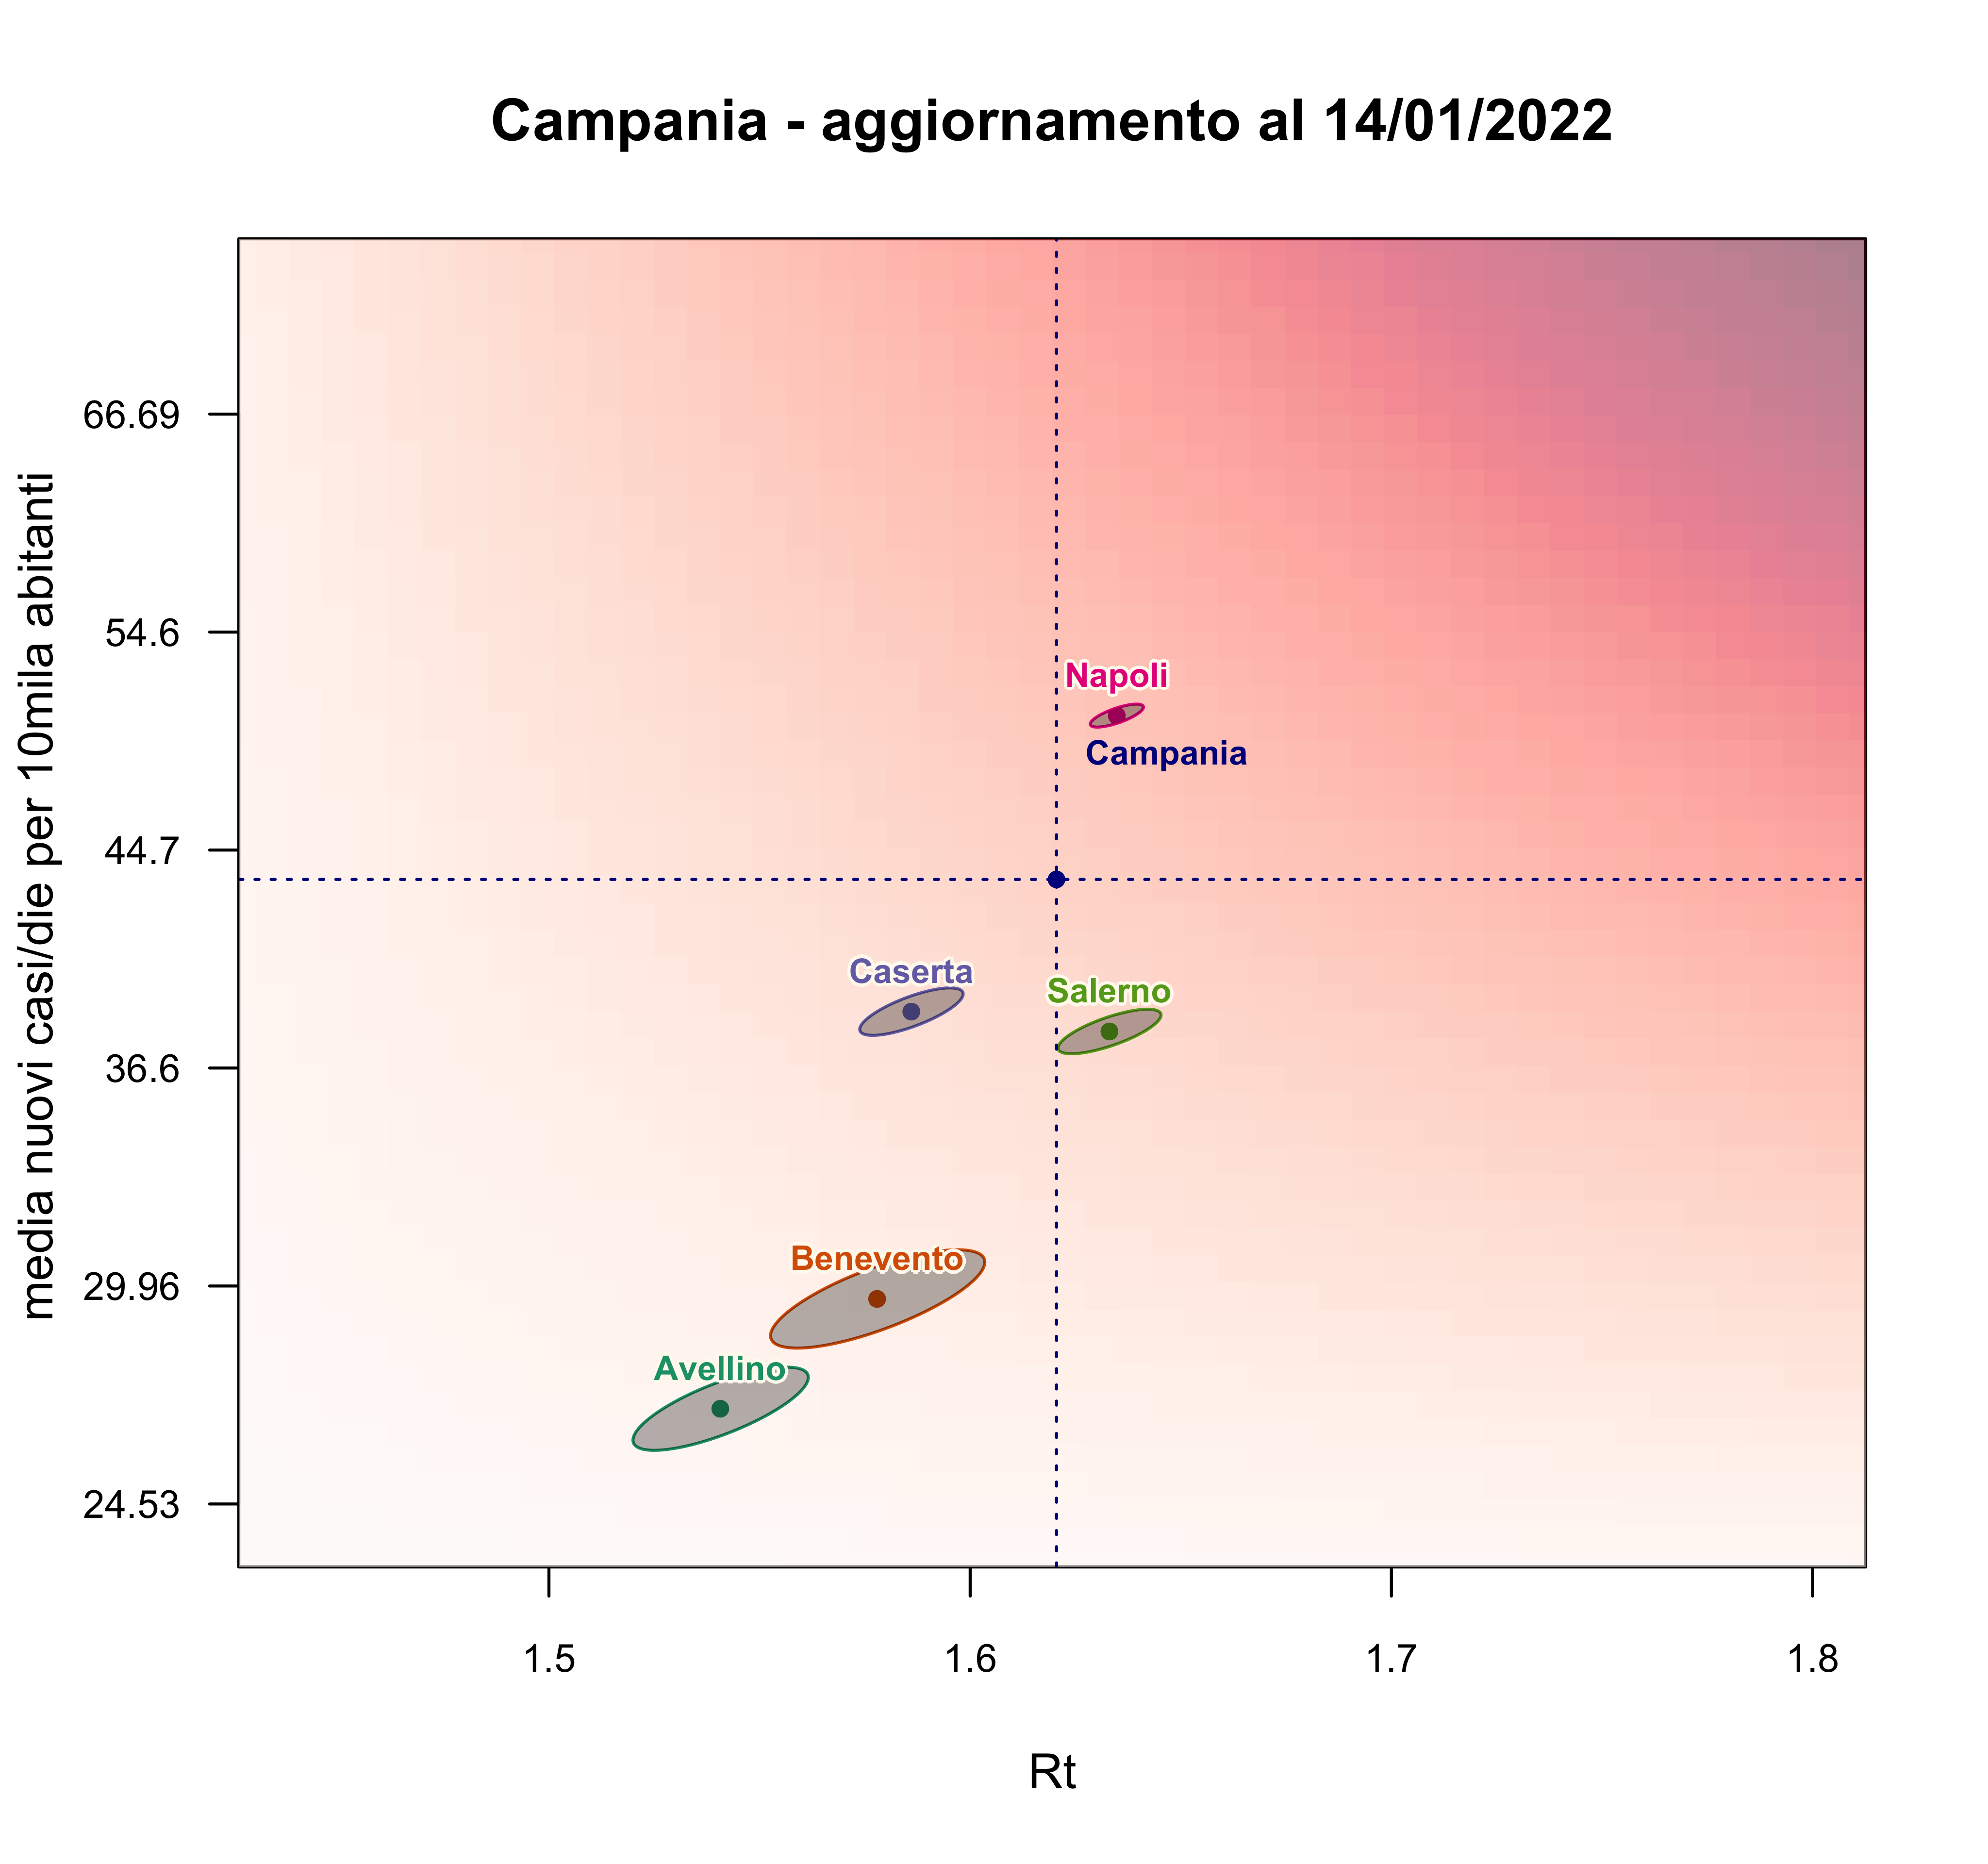 Campania - aggiornamento al 14/01/2022
media nuovi casi/die per 10mila abitanti
66.69
54.6
44.7
36.6
29.96
24.53
Napoli
Campania
Caserta
Salerno
Benevento
Avellino
1.5
1.6
1.7
1.8
Rt